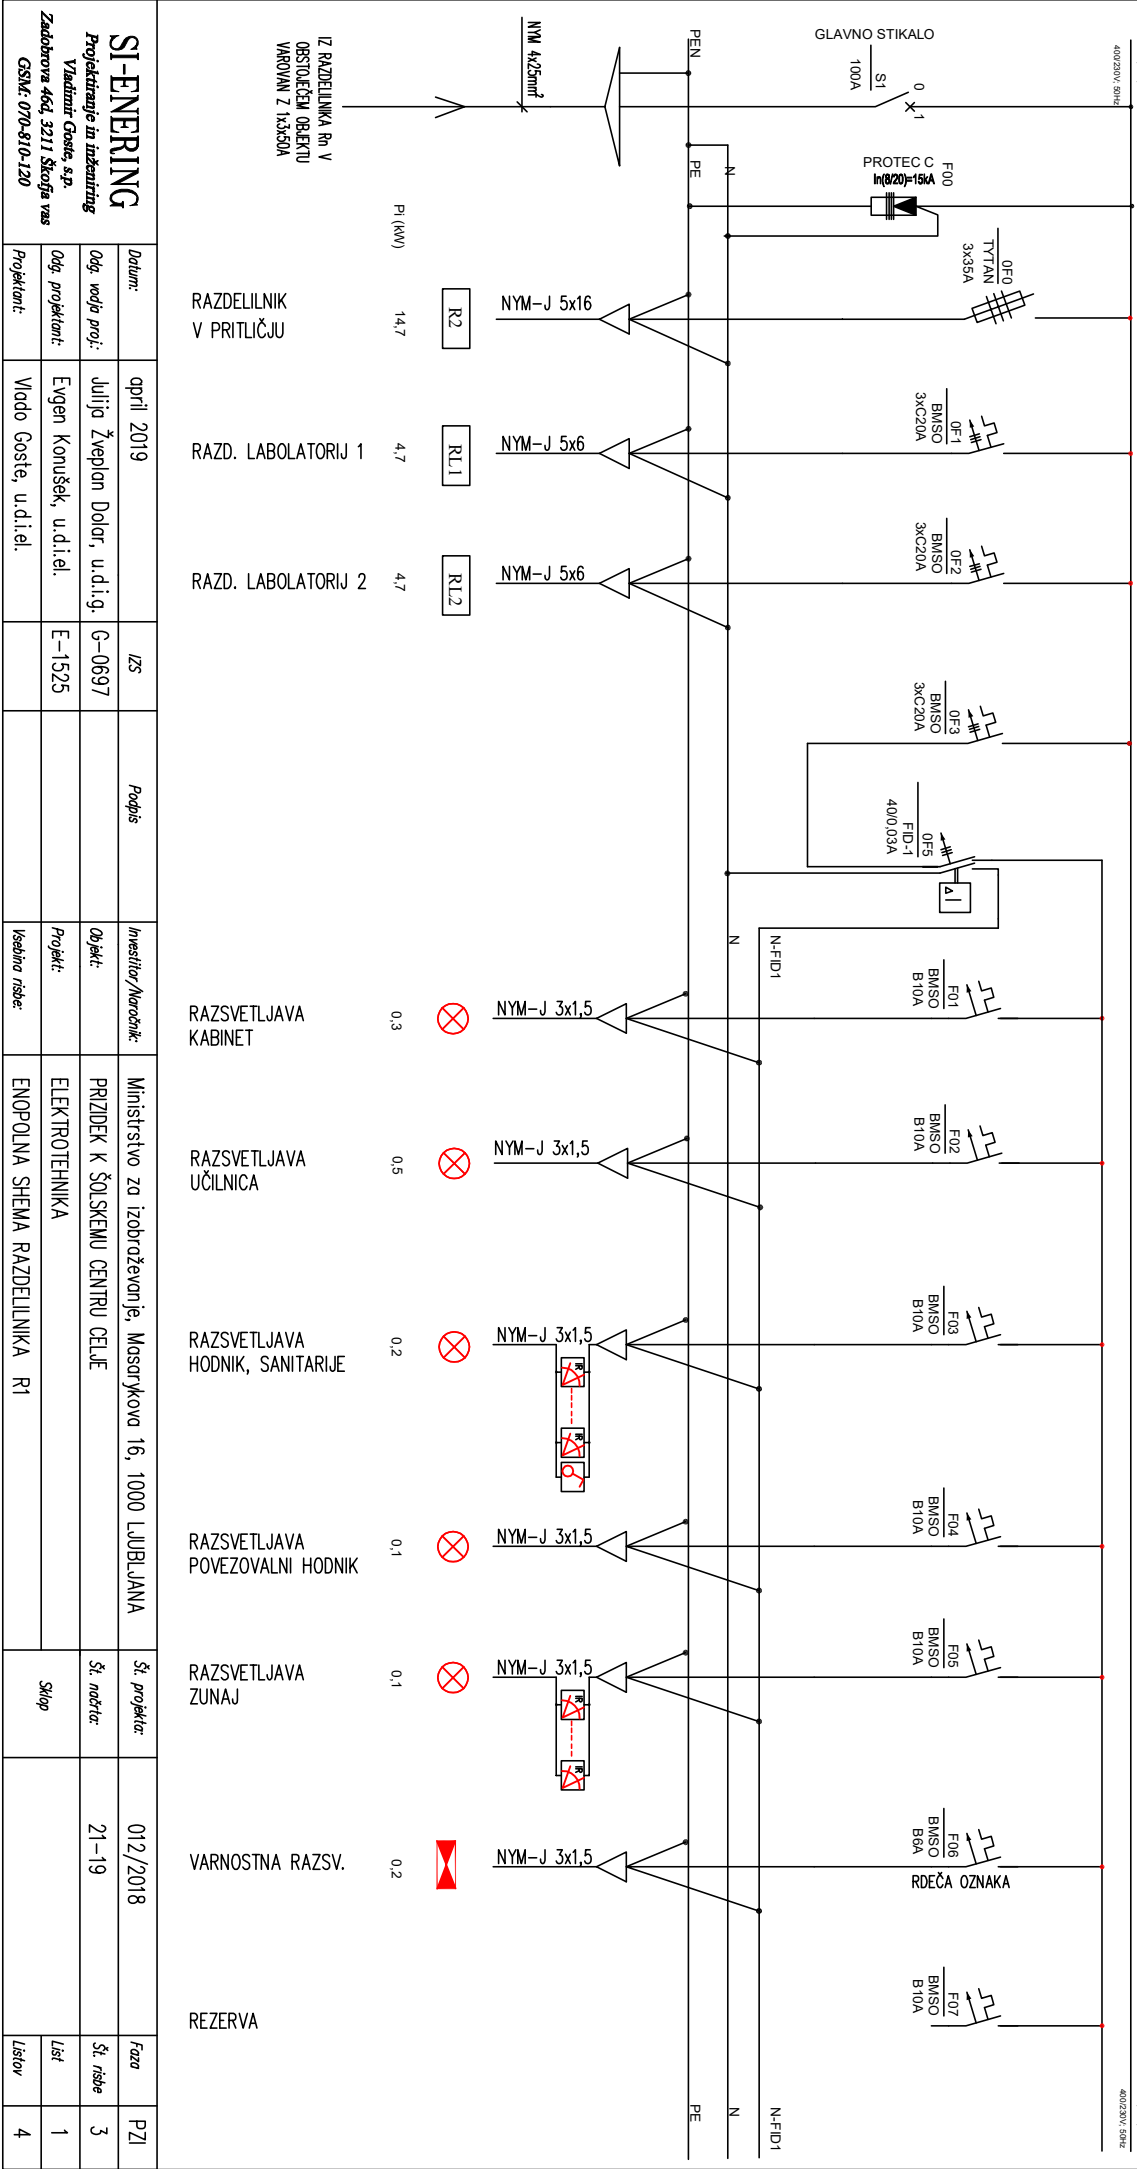 400/230V; 50Hz
400/230V; 50Hz
GLAVNO STIKALO
S1
100A
0
1
F00
PROTEC C
In(8/20)=15kA
0F0
TYTAN
3x35A
0F1
BMSO
3xC20A
0F2
BMSO
3xC20A
0F3
BMSO
3xC20A
0F5
FID-1
40/0,03A
F01
BMSO
B10A
F02
BMSO
B10A
F03
BMSO
B10A
F04
BMSO
B10A
F05
BMSO
B10A
F06
BMSO
B6A
RDEČA OZNAKA
F07
BMSO
B10A
N-FID1
N-FID1
N
N
N
PEN
PE
PE
NYM 4x25mm²
NYM-J 5x16
NYM-J 5x6
NYM-J 5x6
NYM-J 3x1,5
NYM-J 3x1,5
NYM-J 3x1,5
NYM-J 3x1,5
NYM-J 3x1,5
NYM-J 3x1,5
IR
IR
IR
IR
R2
RL1
RL2
IZ RAZDELILNIKA Rn V
OBSTOJEČEM OBJEKTU
VAROVAN Z 1x3x50A
Pi (kW)
14,7
4,7
4,7
0,3
0,5
0,2
0,1
0,1
0,2
RAZDELILNIK
V PRITLIČJU
RAZD. LABOLATORIJ 1
RAZD. LABOLATORIJ 2
RAZSVETLJAVA
KABINET
RAZSVETLJAVA
UČILNICA
RAZSVETLJAVA
HODNIK, SANITARIJE
RAZSVETLJAVA
POVEZOVALNI HODNIK
RAZSVETLJAVA
ZUNAJ
VARNOSTNA RAZSV.
REZERVA
SI-ENERING
Projektiranje in inženiring
Vladimir Goste, s.p.
Zadobrova 46d, 3211 Škofja vas
GSM: 070-810-120
Datum: april 2019 IZS Podpis
Odg. vodja proj.: Julija Žveplan Dolar, u.d.i.g. G-0697
Odg. projektant: Evgen Konušek, u.d.i.el. E-1525
Projektant: Vlado Goste, u.d.i.el.
Investitor/Naročnik: Ministrstvo za izobraževanje, Masarykova 16, 1000 LJUBLJANA
Objekt: PRIZIDEK K ŠOLSKEMU CENTRU CELJE
Projekt: ELEKTROTEHNIKA
Vsebina risbe: ENOPOLNA SHEMA RAZDELILNIKA R1
Št. projekta: 012/2018 Faza PZI
Št. načrta: 21-19 Št. risbe 3
Sklop List 1
Listov 4